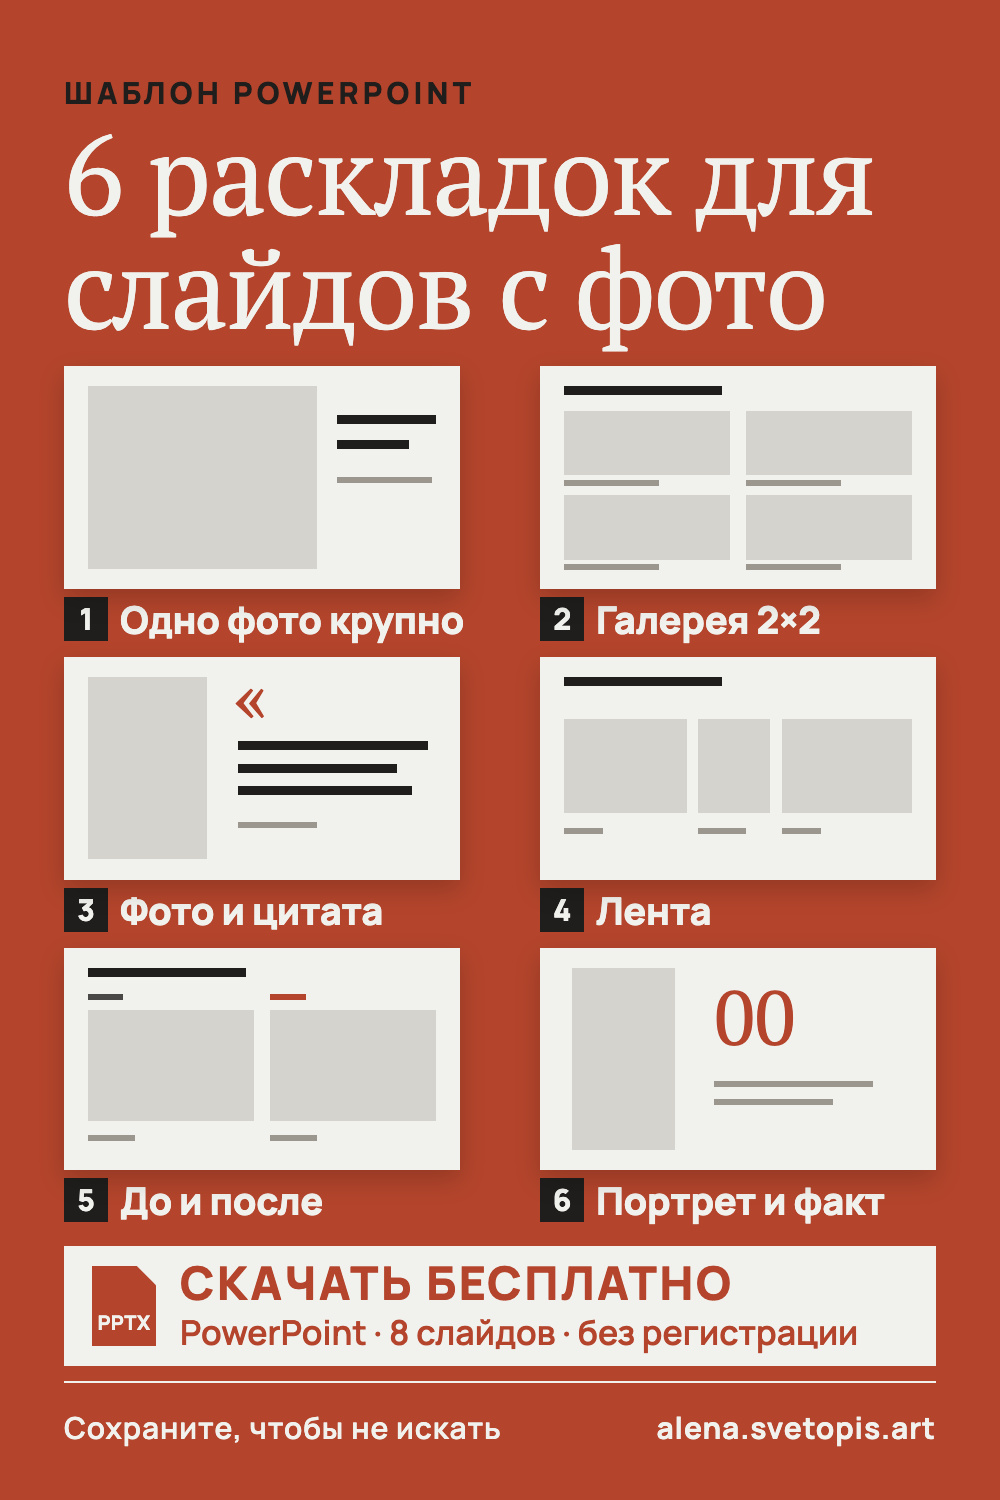 ШАБЛОН POWERPOINT
6 раскладок для
слайдов с фото
1 Одно фото крупно
2 Галерея 2×2
«
3 Фото и цитата
4 Лента
00
5 До и после
6 Портрет и факт
PPTX
СКАЧАТЬ БЕСПЛАТНО
PowerPoint · 8 слайдов · без регистрации
Сохраните, чтобы не искать
alena.svetopis.art